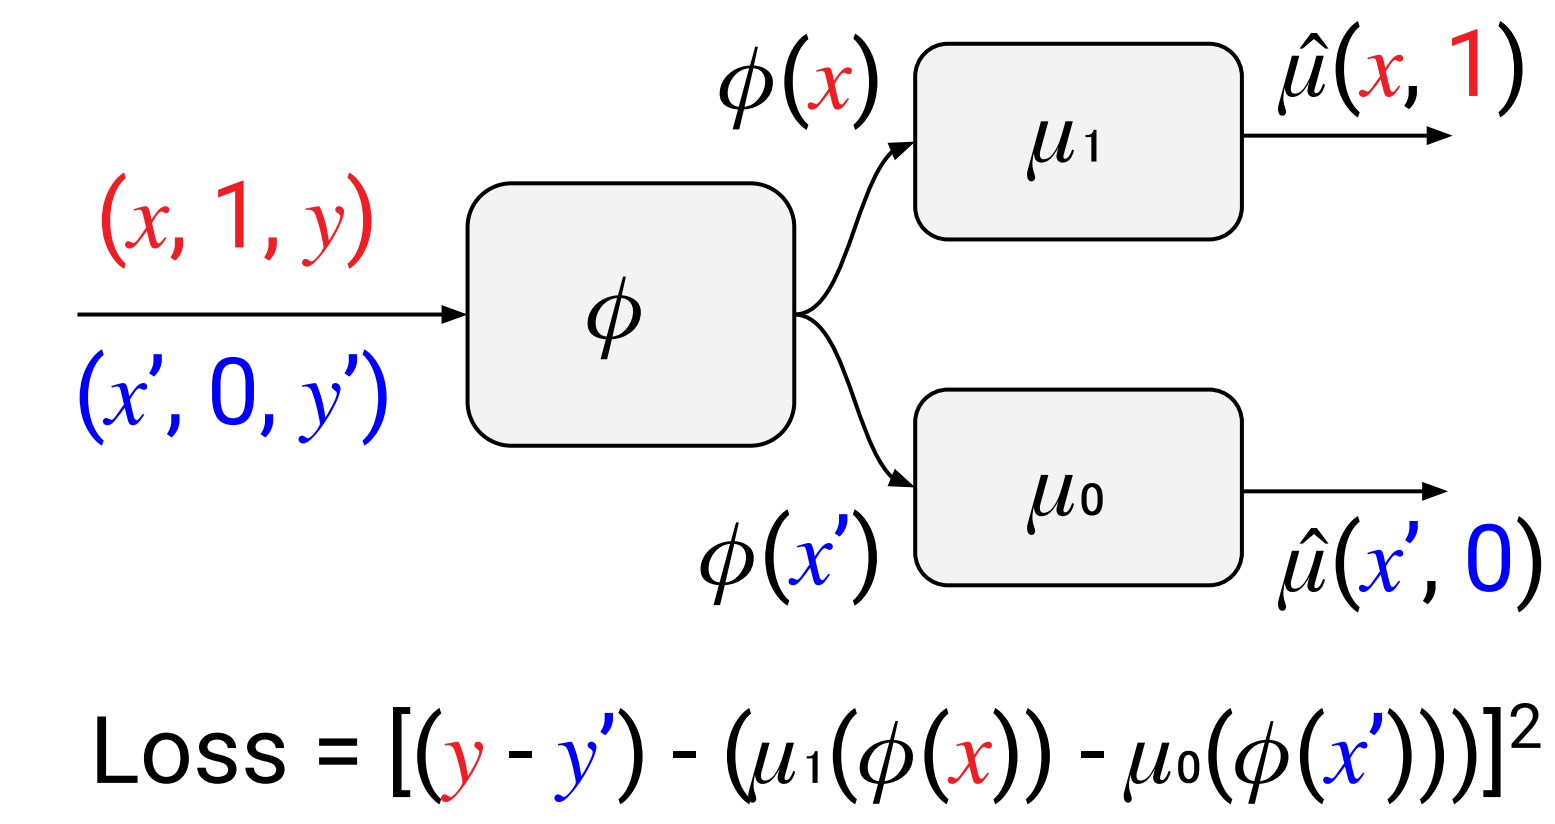 ϕ(x)
μ1
μ̂(x, 1)
(x, 1, y)
ϕ
(x’, 0, y’)
μ0
ϕ(x’)
μ̂(x’, 0)
Loss = [(y - y’) - (μ1(ϕ(x)) - μ0(ϕ(x’)))]²